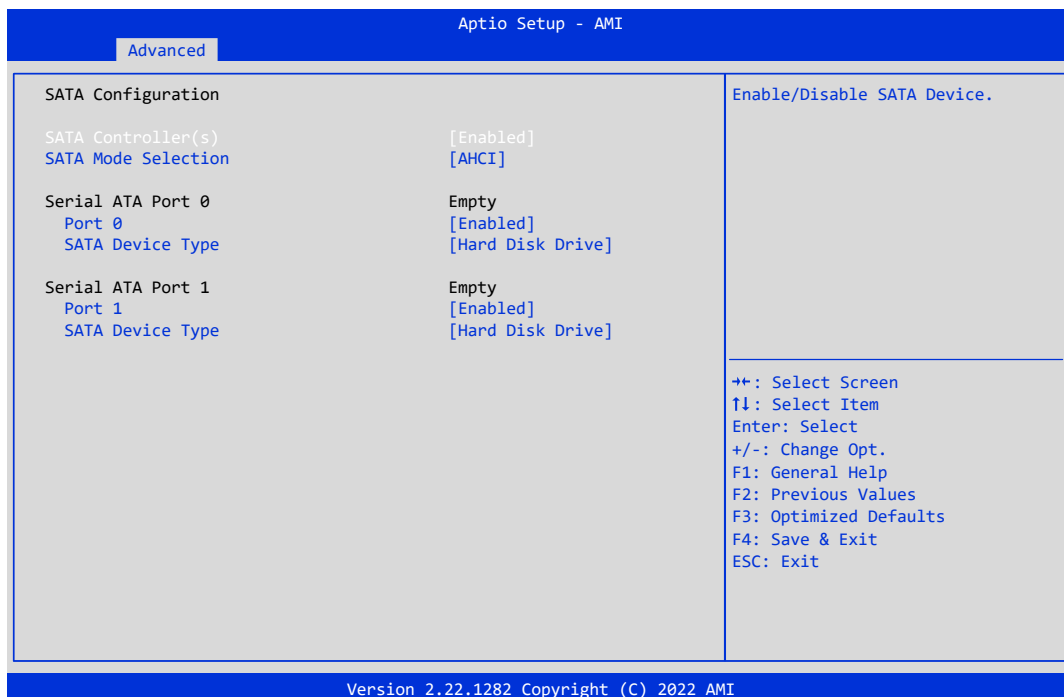 Aptio Setup - AMI
Advanced
SATA Configuration
SATA Controller(s) [Enabled]
SATA Mode Selection [AHCI]
Serial ATA Port 0 Empty
Port 0 [Enabled]
SATA Device Type [Hard Disk Drive]
Serial ATA Port 1 Empty
Port 1 [Enabled]
SATA Device Type [Hard Disk Drive]
Enable/Disable SATA Device.
→←: Select Screen
↑↓: Select Item
Enter: Select
+/-: Change Opt.
F1: General Help
F2: Previous Values
F3: Optimized Defaults
F4: Save & Exit
ESC: Exit
Version 2.22.1282 Copyright (C) 2022 AMI